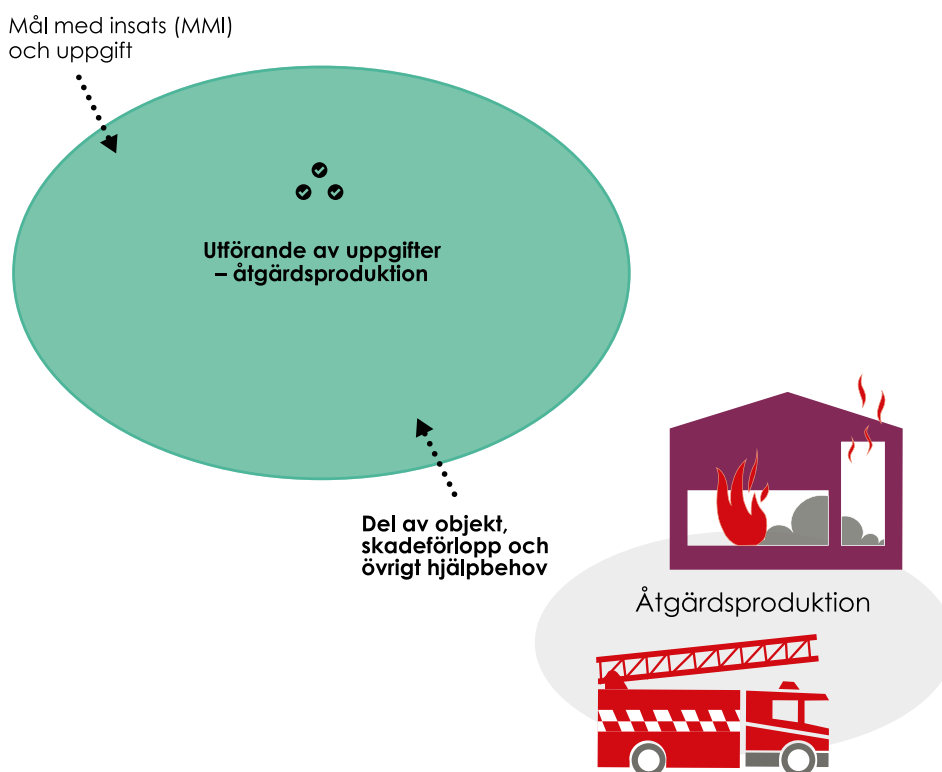 Mål med insats (MMI)
och uppgift
Utförande av uppgifter
– åtgärdsproduktion
Del av objekt,
skadeförlopp och
övrigt hjälpbehov
Åtgärdsproduktion